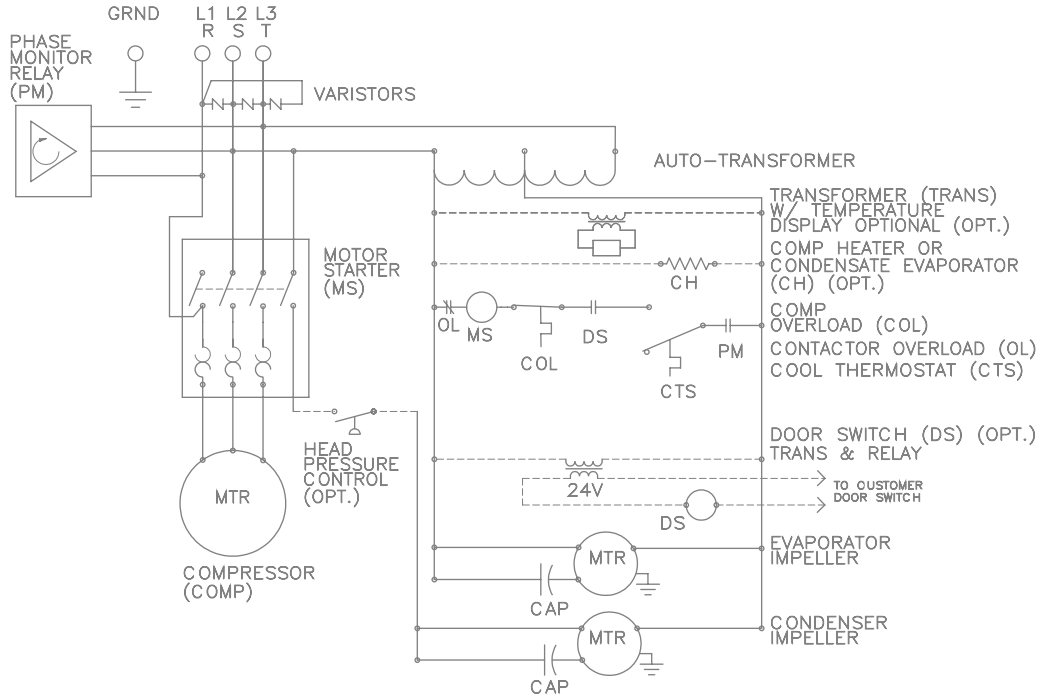 GRND
L1 L2 L3
R S T
PHASE
MONITOR
RELAY
(PM)
VARISTORS
AUTO-TRANSFORMER
TRANSFORMER (TRANS)
W/ TEMPERATURE
DISPLAY OPTIONAL (OPT.)
MOTOR
STARTER
(MS)
COMP HEATER OR
CONDENSATE EVAPORATOR
(CH) (OPT.)
CH
OL
MS
COL
DS
CTS
PM
COMP
OVERLOAD (COL)
CONTACTOR OVERLOAD (OL)
COOL THERMOSTAT (CTS)
HEAD
PRESSURE
CONTROL
(OPT.)
DOOR SWITCH (DS) (OPT.)
TRANS & RELAY
24V
TO CUSTOMER
DOOR SWITCH
DS
MTR
COMPRESSOR
(COMP)
MTR
CAP
EVAPORATOR
IMPELLER
MTR
CAP
CONDENSER
IMPELLER